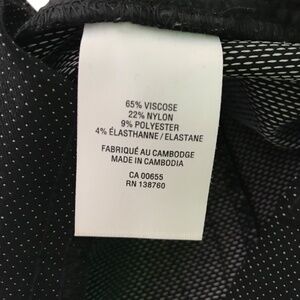 65% VISCOSE
22% NYLON
9% POLYESTER
4% ÉLASTHANNE / ELASTANE
FABRIQUÉ AU CAMBODGE
MADE IN CAMBODIA
CA 00655
RN 138760